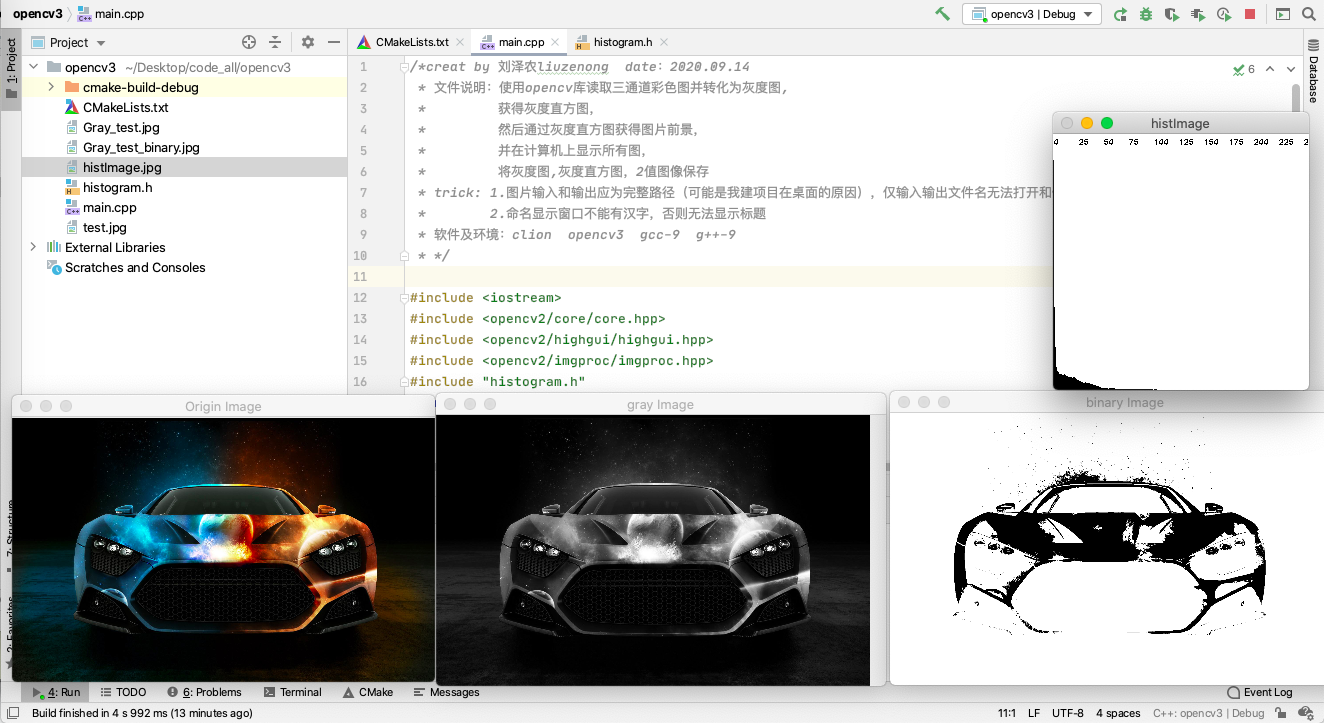 opencv3 main.cpp
opencv3 | Debug
Project
CMakeLists.txt
main.cpp
histogram.h
1: Project
Database
opencv3 ~/Desktop/code_all/opencv3
cmake-build-debug
CMakeLists.txt
Gray_test.jpg
Gray_test_binary.jpg
histImage.jpg
histogram.h
main.cpp
test.jpg
External Libraries
Scratches and Consoles
6
1 /*creat by 刘泽农liuzenong date：2020.09.14
2 * 文件说明：使用opencv库读取三通道彩色图并转化为灰度图，
3 * 获得灰度直方图，
4 * 然后通过灰度直方图获得图片前景，
5 * 并在计算机上显示所有图，
6 * 将灰度图,灰度直方图，2值图像保存
7 * trick: 1.图片输入和输出应为完整路径（可能是我建项目在桌面的原因），仅输入输出文件名无法打开和
8 * 2.命名显示窗口不能有汉字，否则无法显示标题
9 * 软件及环境：clion opencv3 gcc-9 g++-9
10 * */
11
12 #include <iostream>
13 #include <opencv2/core/core.hpp>
14 #include <opencv2/highgui/highgui.hpp>
15 #include <opencv2/imgproc/imgproc.hpp>
16 #include "histogram.h"
histImage
0 25 50 75 100 125 150 175 200 225 2
Origin Image
gray Image
binary Image
7: Structure
2: Favorites
4: Run
TODO
6: Problems
Terminal
CMake
Messages
Event Log
Build finished in 4 s 992 ms (13 minutes ago)
11:1 LF UTF-8 4 spaces C++: opencv3 | Debug